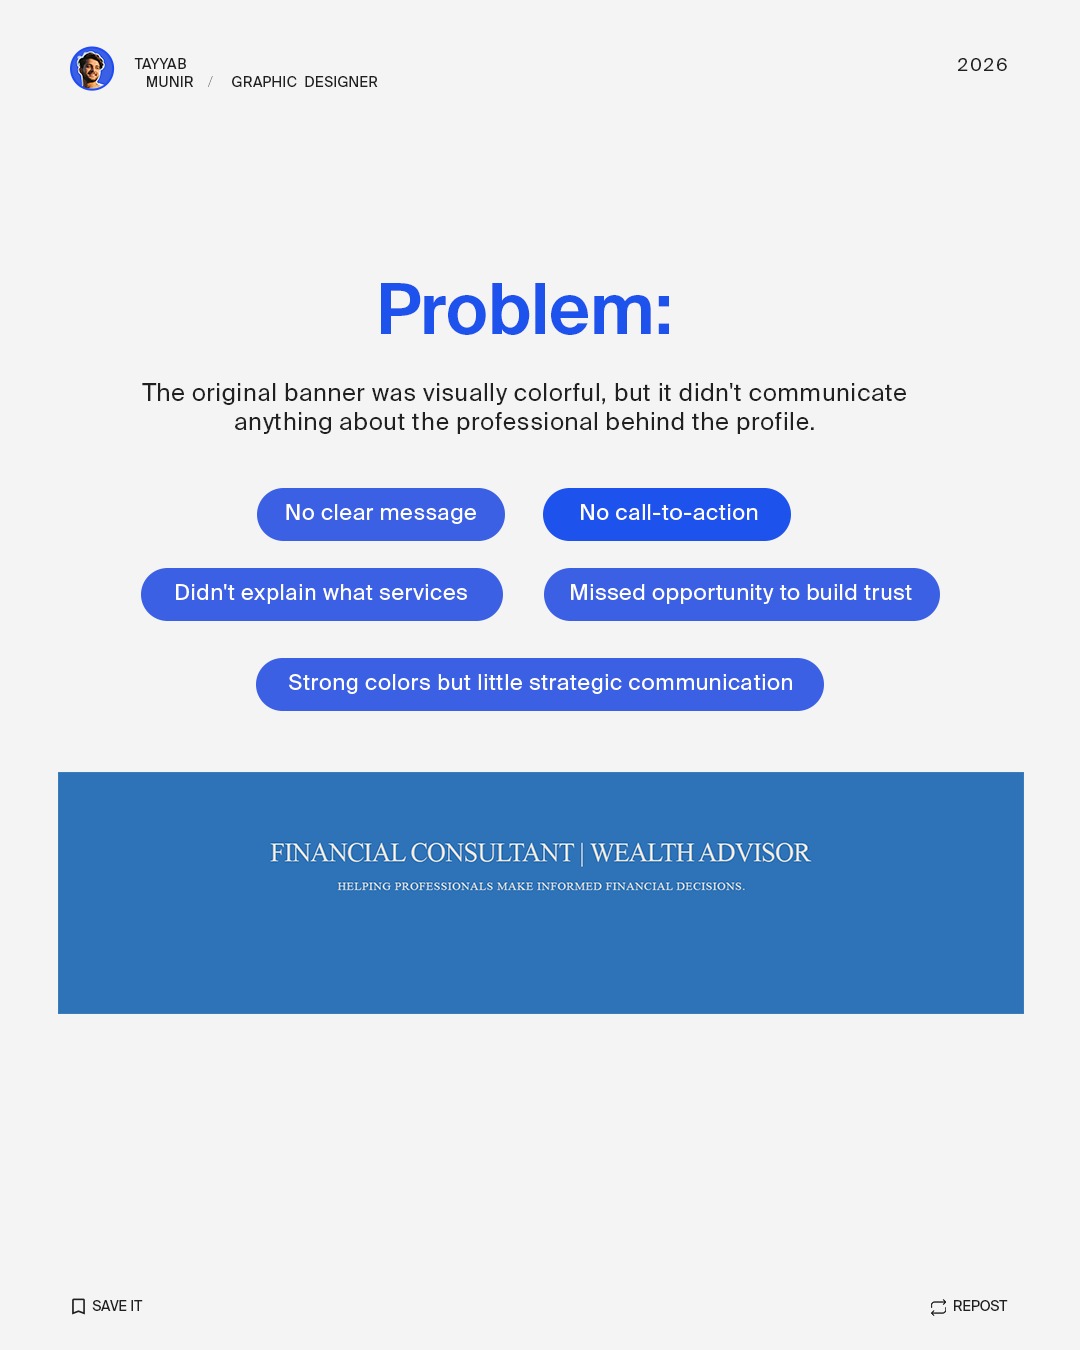 TAYYAB
MUNIR / GRAPHIC DESIGNER
2026
Problem:
The original banner was visually colorful, but it didn't communicate
anything about the professional behind the profile.
No clear message
No call-to-action
Didn't explain what services
Missed opportunity to build trust
Strong colors but little strategic communication
FINANCIAL CONSULTANT | WEALTH ADVISOR
HELPING PROFESSIONALS MAKE INFORMED FINANCIAL DECISIONS.
SAVE IT
REPOST